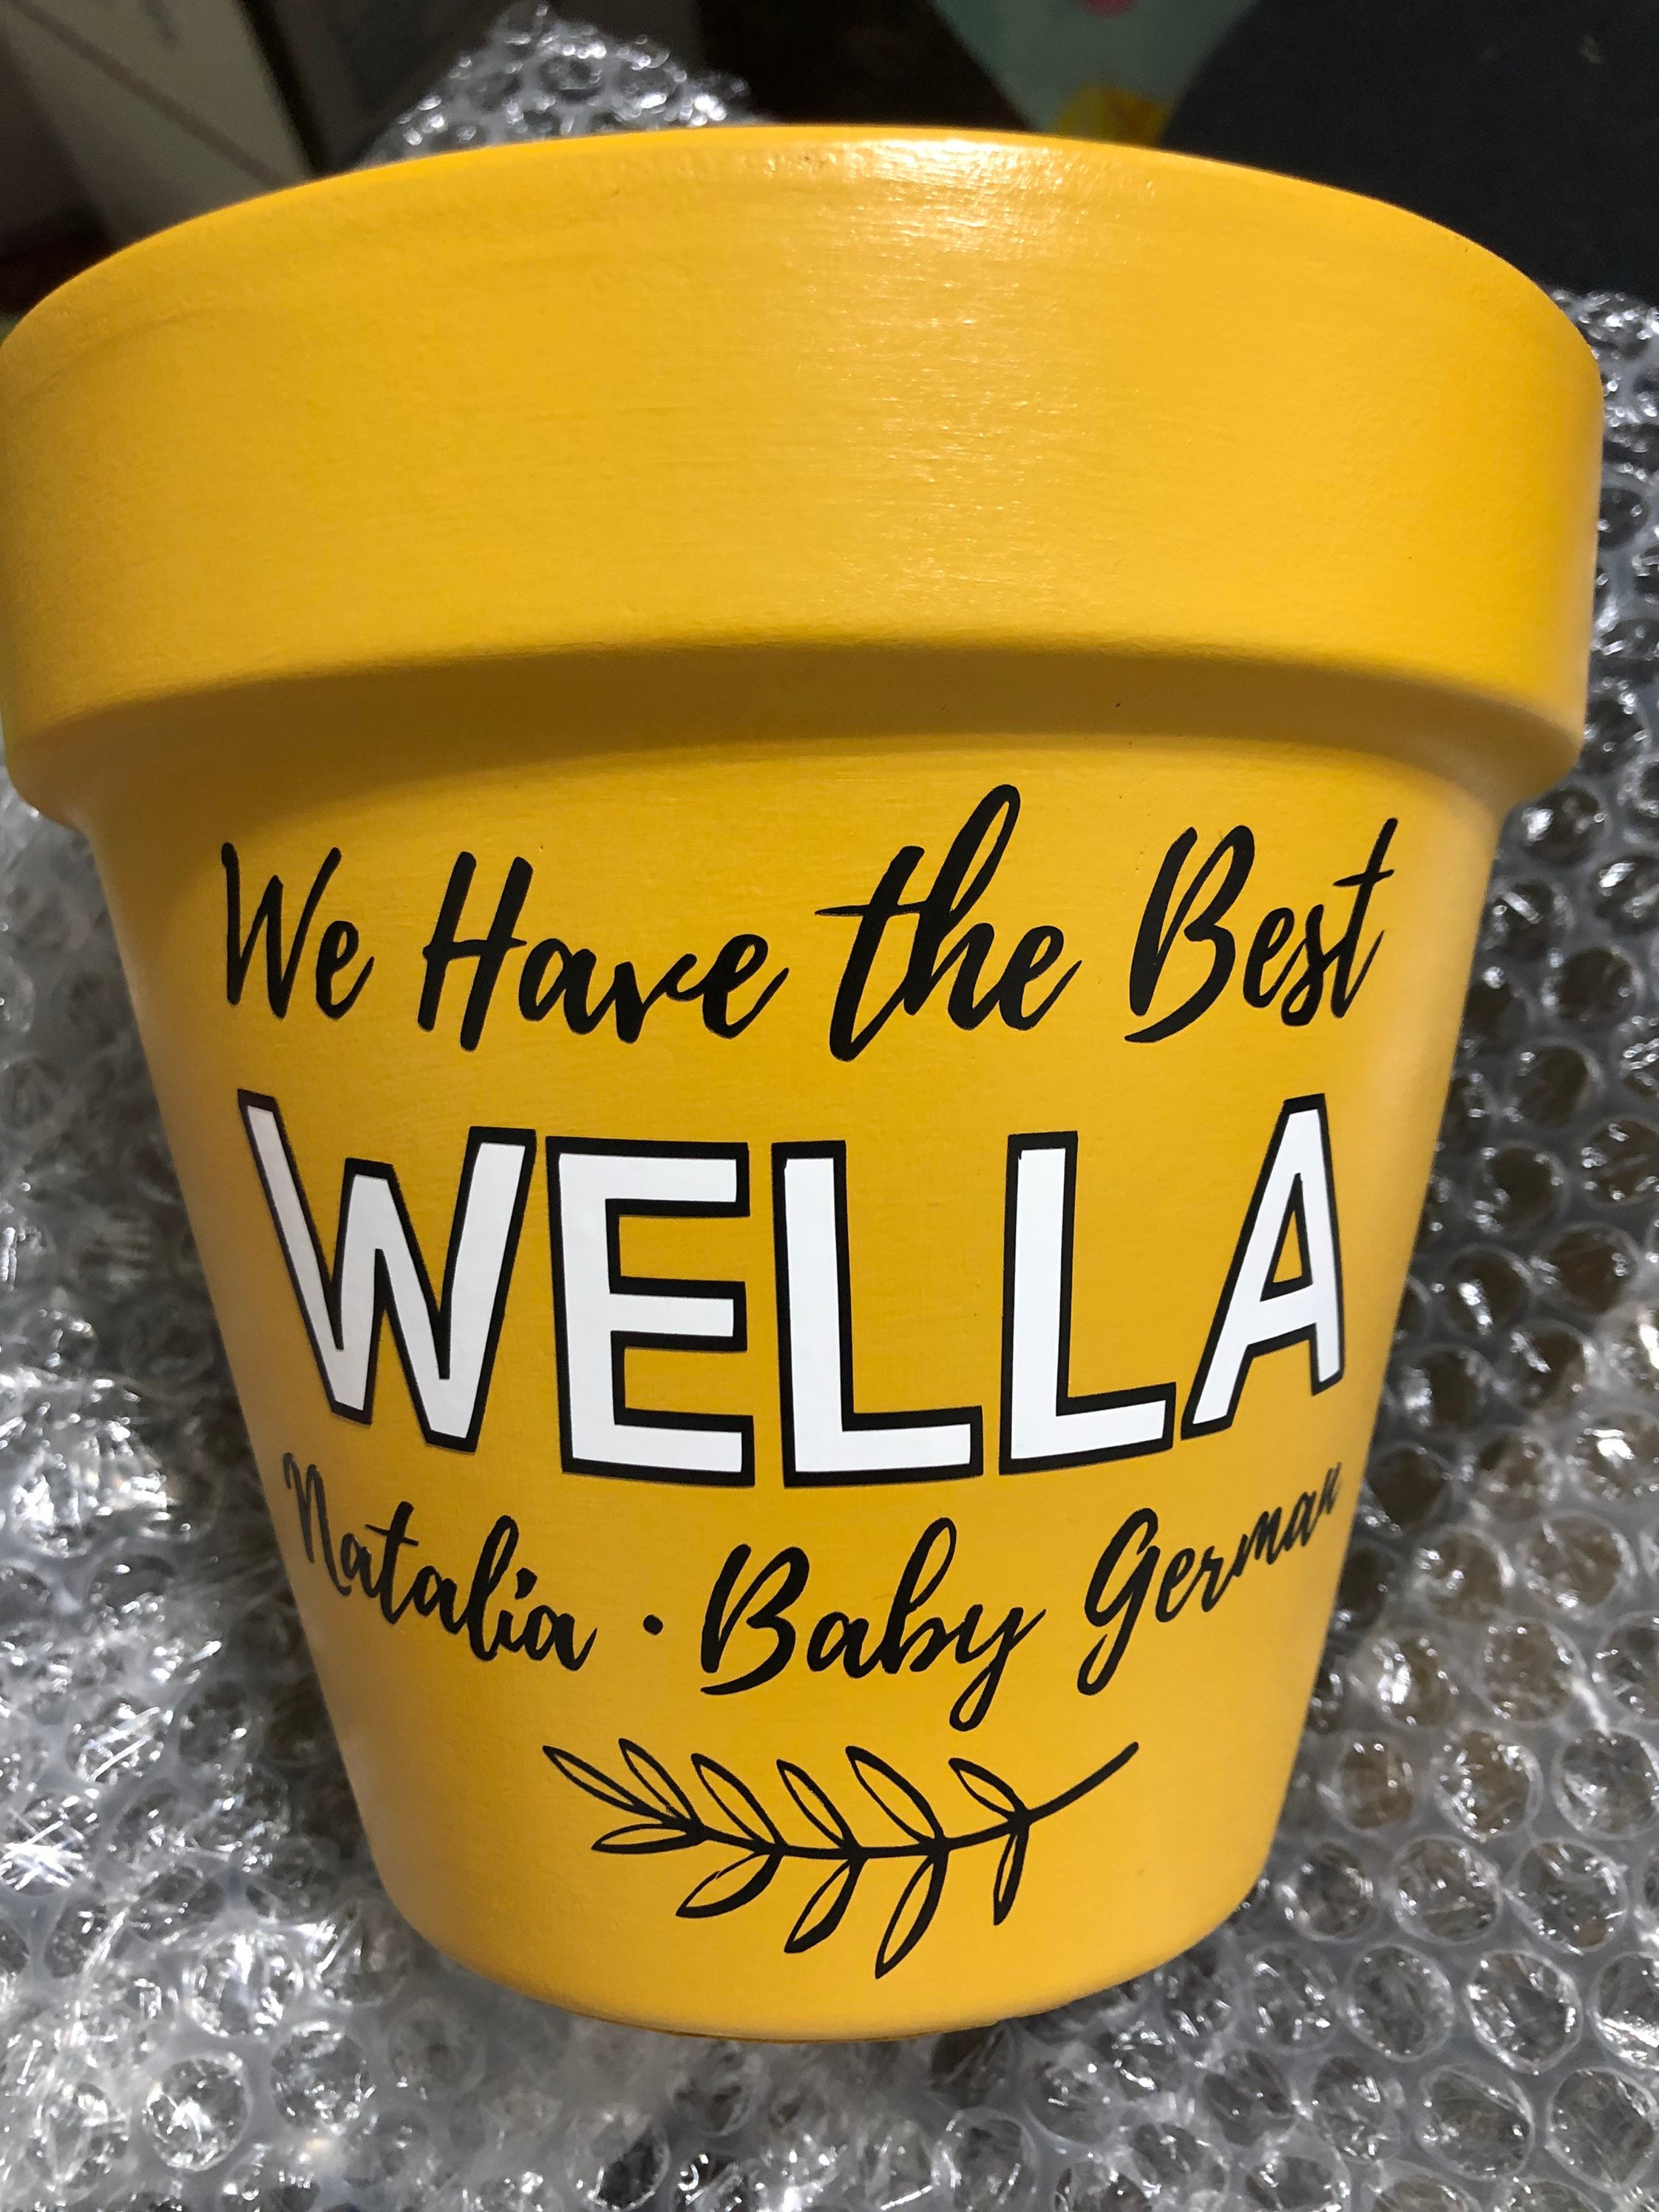 We Have the Best
WELLA
Natalia · Baby German